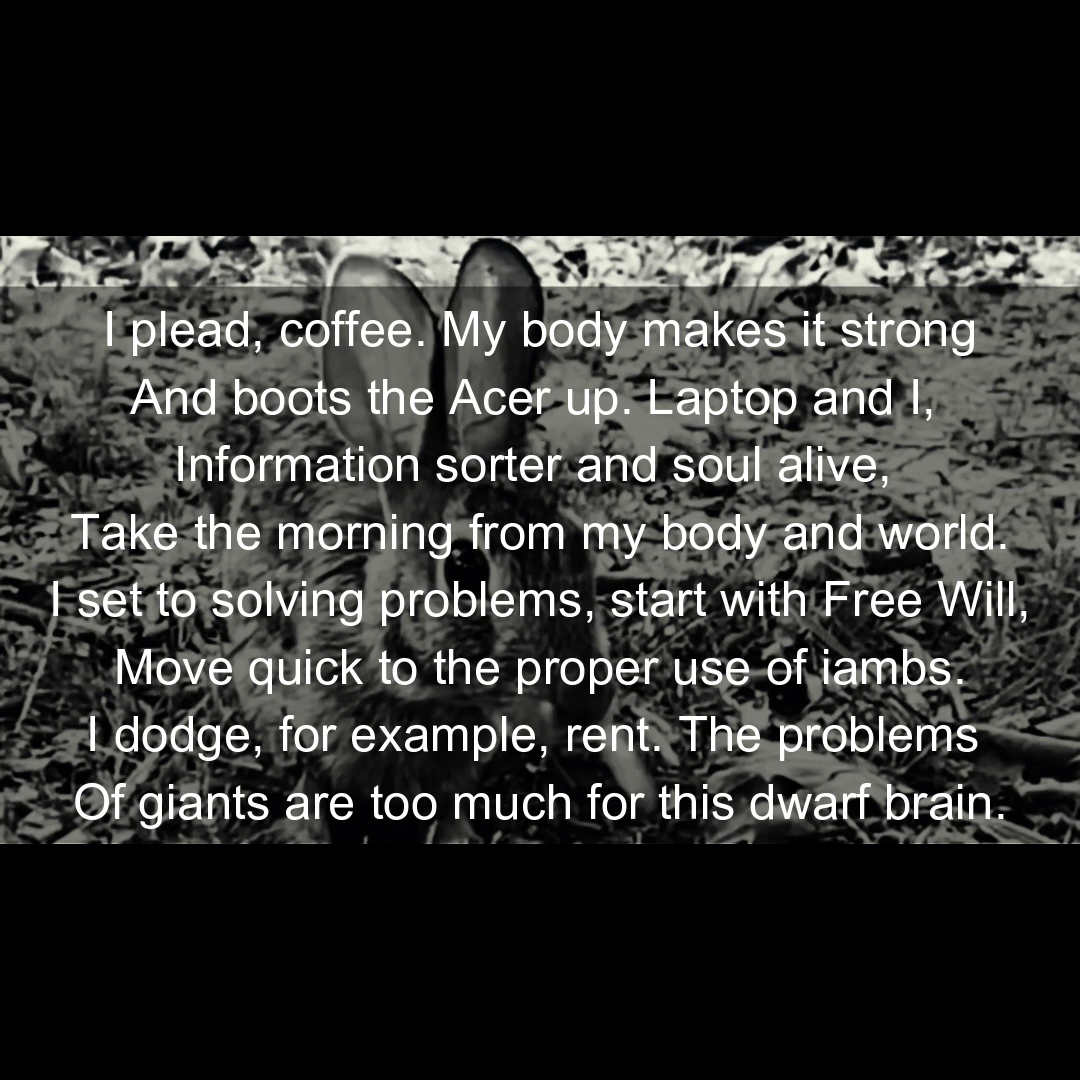 I plead, coffee. My body makes it strong
And boots the Acer up. Laptop and I,
Information sorter and soul alive,
Take the morning from my body and world.
I set to solving problems, start with Free Will,
Move quick to the proper use of iambs.
I dodge, for example, rent. The problems
Of giants are too much for this dwarf brain.